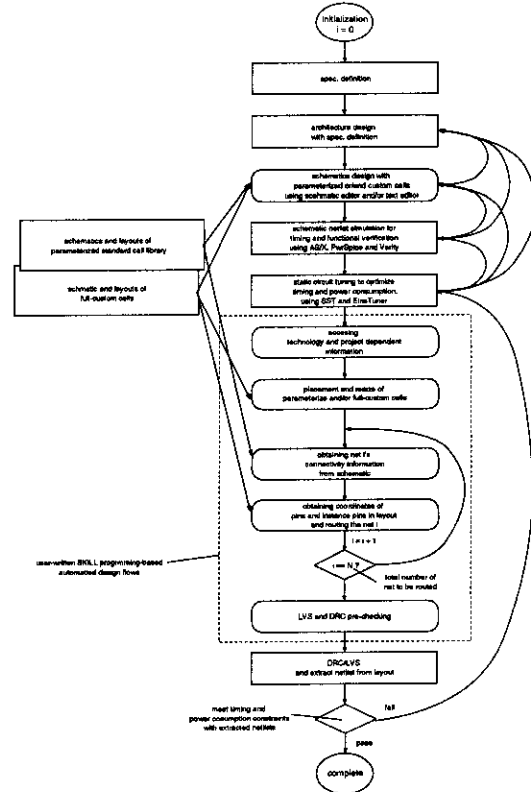 initialization
i = 0
spec. definition
architecture design
with spec. definition
schematics design with
parameterized or/and custom cells
using schematic editor and/or text editor
schematics and layouts of
parameterized standard cell library
schematic netlist simulation for
timing and functional verification
using AS/X, PwrSpice and Verity
schmatic and layouts of
full-custom cells
static circuit tuning to optimize
timing and power consumption.
using SST and EinsTuner
accesing
technology and project dependent
information
placement and rotate of
parameterize and/or full-custom cells
obtaining net i's
connectivity information
from schematic
obtaining coordinates of
pins and instance pins in layout
and routing the net i
i = i + 1
user-written SKILL progrmming-based
automated design flows
i == N ?
total number of
net to be routed
LVS and DRC pre-checking
DRC/LVS
and extract netlist from layout
meet timing and
power consumption constraints
with extracted netlists
fail
pass
complete